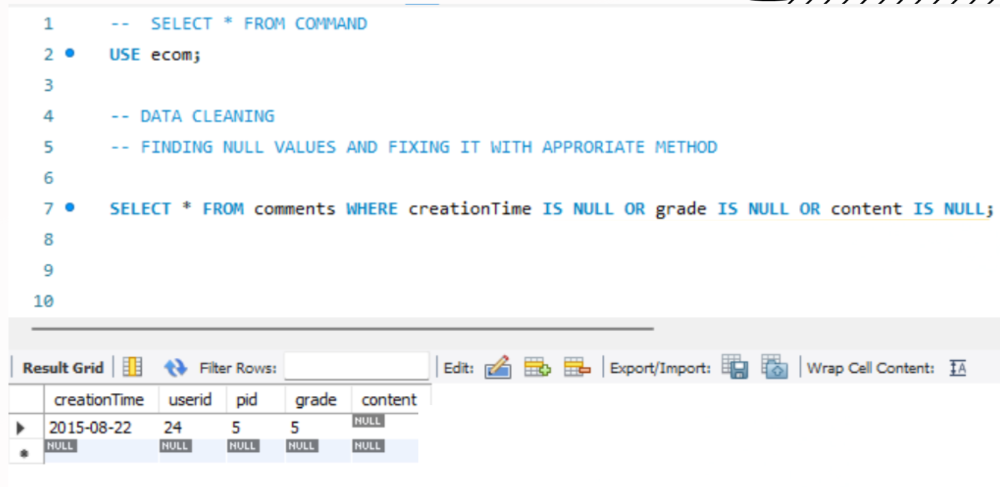 1 -- SELECT * FROM COMMAND
2 USE ecom;
3
4 -- DATA CLEANING
5 -- FINDING NULL VALUES AND FIXING IT WITH APPRORIATE METHOD
6
7 SELECT * FROM comments WHERE creationTime IS NULL OR grade IS NULL OR content IS NULL;
8
9
10
Result Grid Filter Rows: Edit: Export/Import: Wrap Cell Content: IA
creationTime userid pid grade content
2015-08-22 24 5 5 NULL
NULL NULL NULL NULL NULL